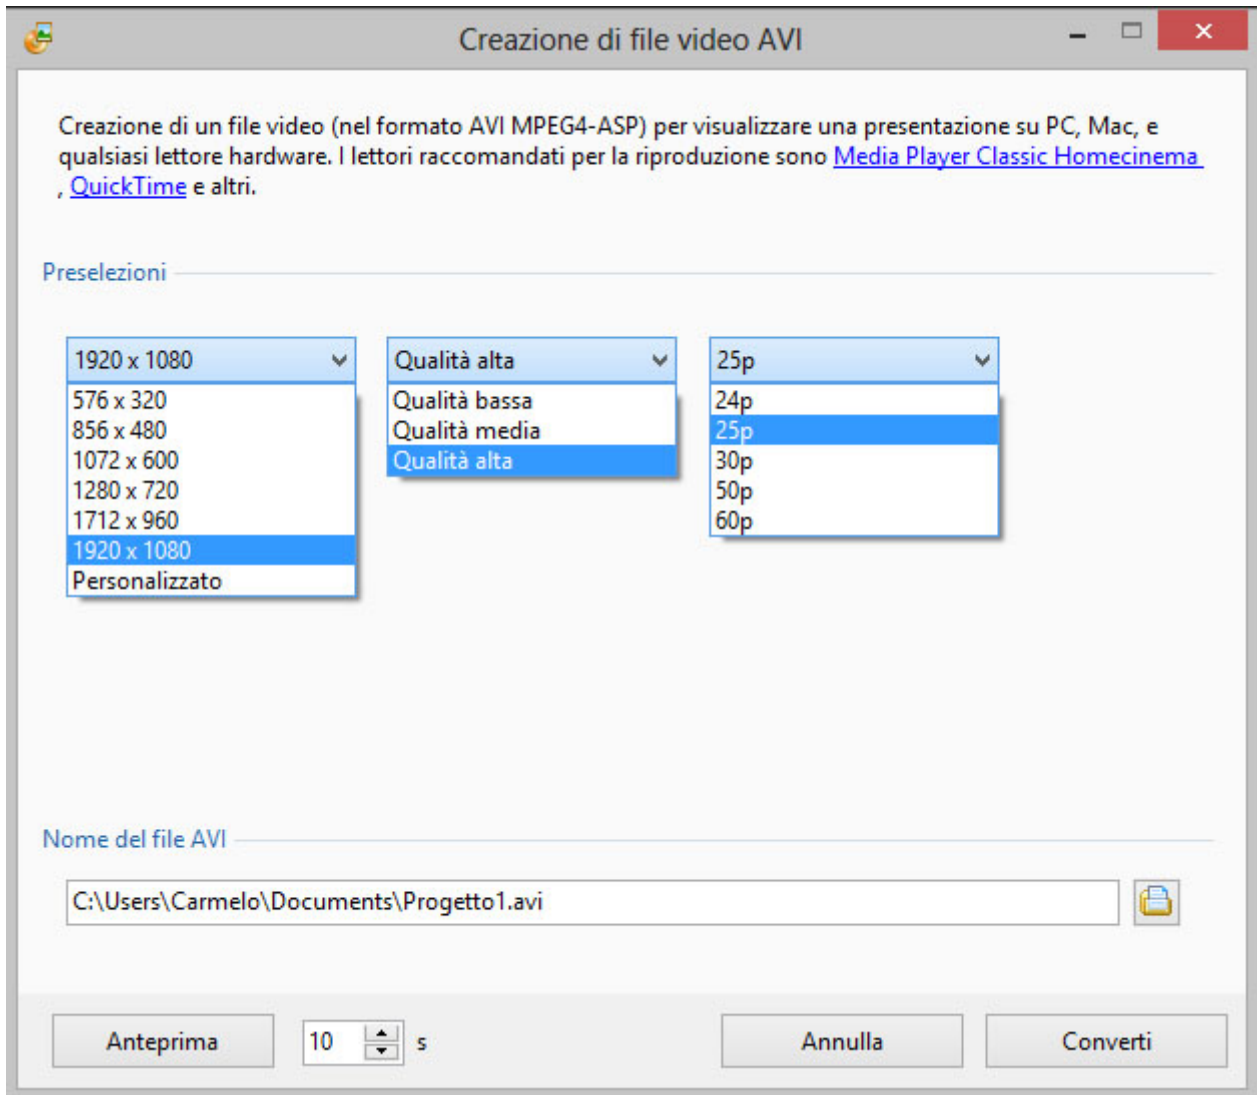 Creazione di file video AVI
Creazione di un file video (nel formato AVI MPEG4-ASP) per visualizzare una presentazione su PC, Mac, e
qualsiasi lettore hardware. I lettori raccomandati per la riproduzione sono Media Player Classic Homecinema
, QuickTime e altri.
Preselezioni
1920 x 1080
576 x 320
856 x 480
1072 x 600
1280 x 720
1712 x 960
1920 x 1080
Personalizzato
Qualità alta
Qualità bassa
Qualità media
Qualità alta
25p
24p
25p
30p
50p
60p
Nome del file AVI
C:\Users\Carmelo\Documents\Progetto1.avi
Anteprima
10
s
Annulla
Converti